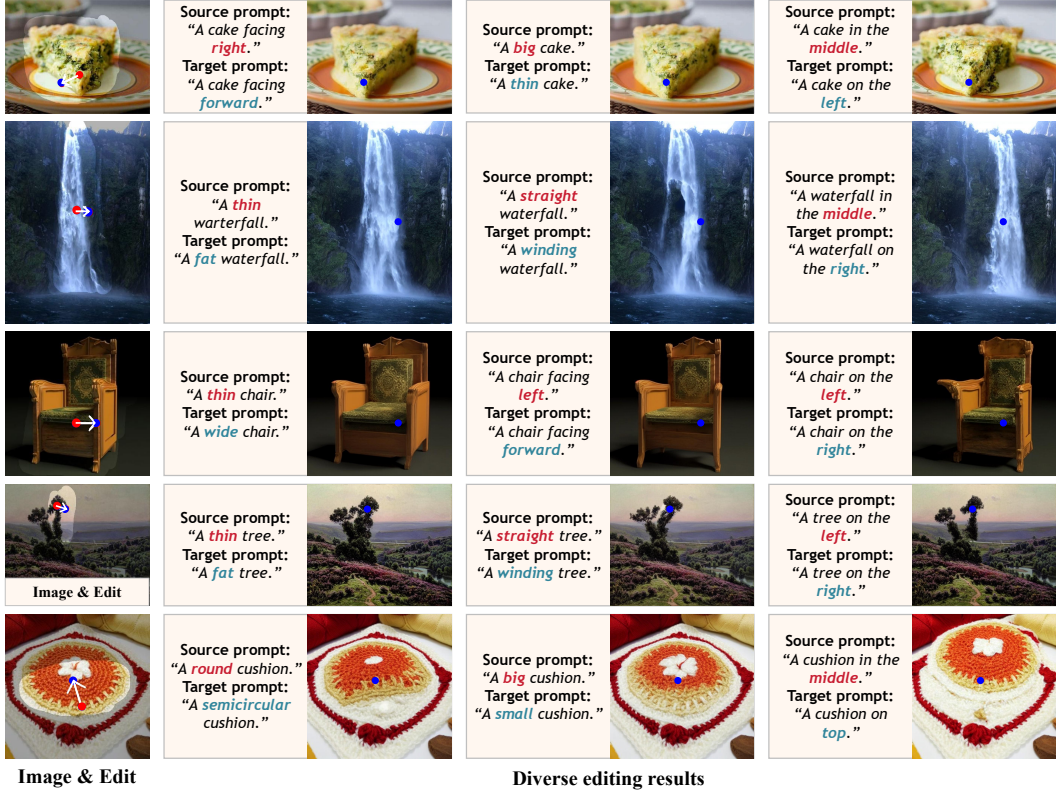 Source prompt:
“A cake facing
right.”
Target prompt:
“A cake facing
forward.”
Source prompt:
“A big cake.”
Target prompt:
“A thin cake.”
Source prompt:
“A cake in the
middle.”
Target prompt:
“A cake on the
left.”
Source prompt:
“A thin
warterfall.”
Target prompt:
“A fat waterfall.”
Source prompt:
“A straight
waterfall.”
Target prompt:
“A winding
waterfall.”
Source prompt:
“A waterfall in
the middle.”
Target prompt:
“A waterfall on
the right.”
Source prompt:
“A thin chair.”
Target prompt:
“A wide chair.”
Source prompt:
“A chair facing
left.”
Target prompt:
“A chair facing
forward.”
Source prompt:
“A chair on the
left.”
Target prompt:
“A chair on the
right.”
Image & Edit
Source prompt:
“A thin tree.”
Target prompt:
“A fat tree.”
Source prompt:
“A straight tree.”
Target prompt:
“A winding tree.”
Source prompt:
“A tree on the
left.”
Target prompt:
“A tree on the
right.”
Source prompt:
“A round cushion.”
Target prompt:
“A semicircular
cushion.”
Source prompt:
“A big cushion.”
Target prompt:
“A small cushion.”
Source prompt:
“A cushion in the
middle.”
Target prompt:
“A cushion on
top.”
Image & Edit
Diverse editing results